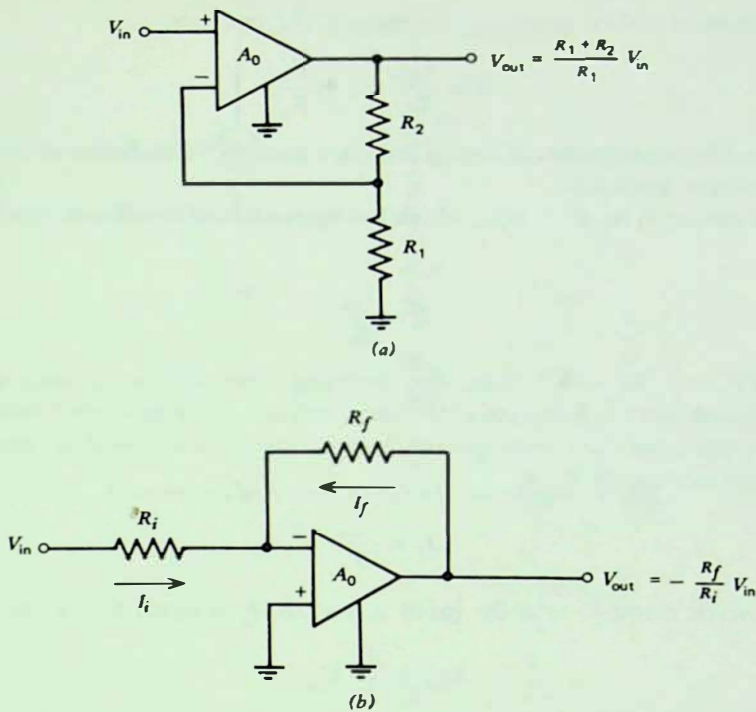 V_in + A_0 − V_out = (R_1 + R_2) / R_1 V_in
R_2
R_1
(a)
R_f
I_f
R_i
V_in − A_0 + V_out = − R_f / R_i V_in
I_i
(b)